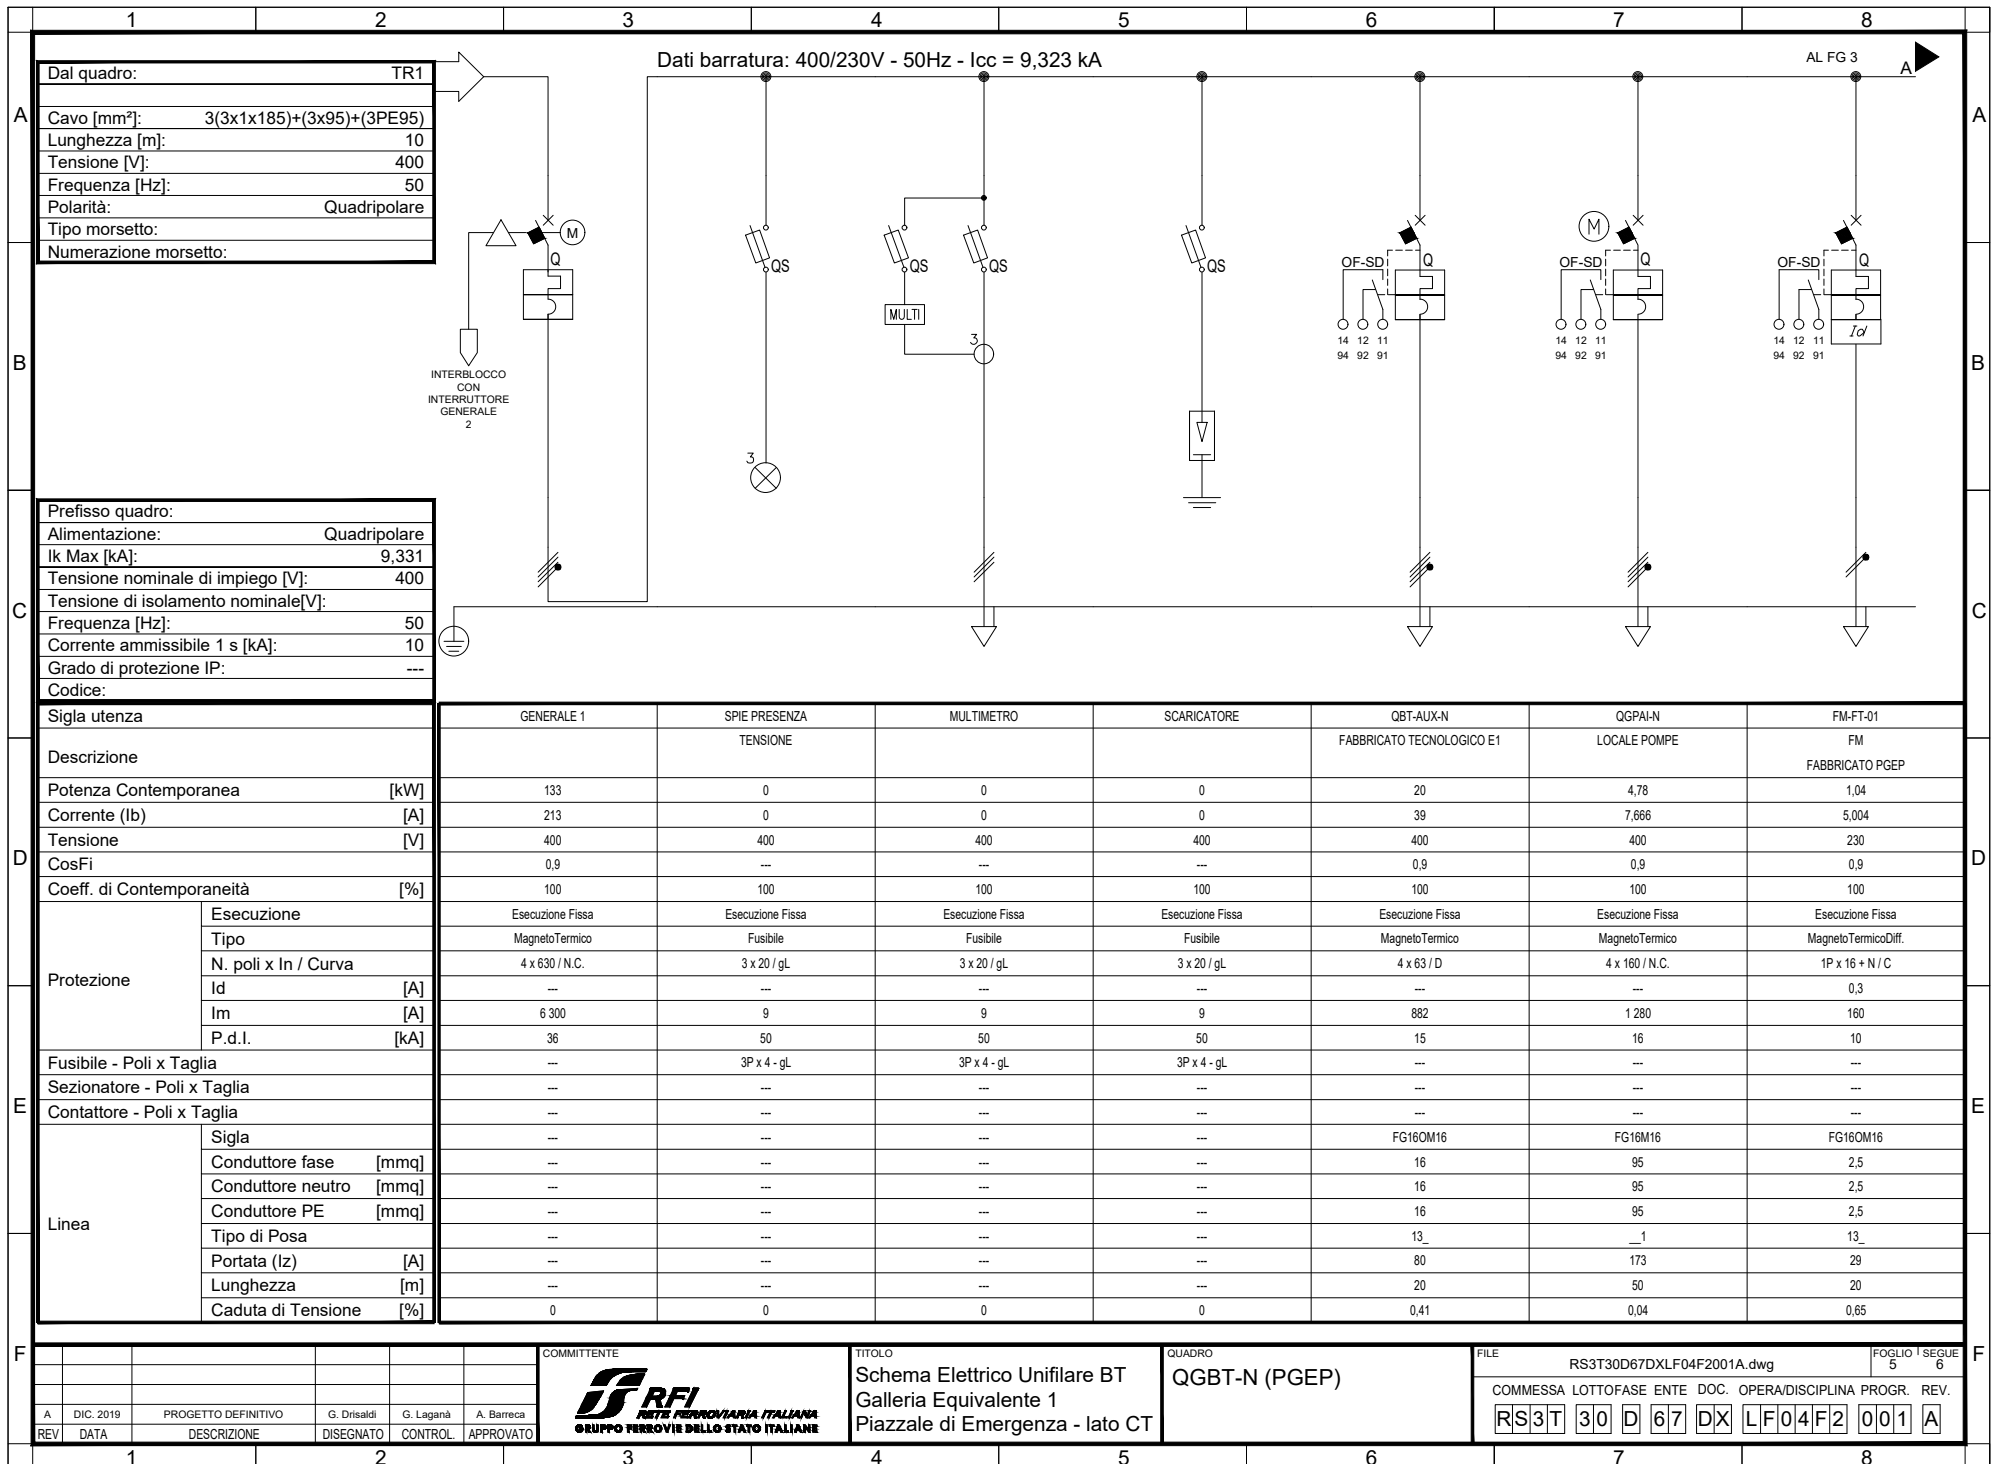 1 2 3 4 5 6 7 8
Dati barratura: 400/230V - 50Hz - Icc = 9,323 kA
AL FG 3
A
A A
B B
C C
D D
E E
F F
Dal quadro: TR1
Cavo [mm²]: 3(3x1x185)+(3x95)+(3PE95)
Lunghezza [m]: 10
Tensione [V]: 400
Frequenza [Hz]: 50
Polarità: Quadripolare
Tipo morsetto:
Numerazione morsetto:
M
Q
INTERBLOCCO
CON
INTERRUTTORE
GENERALE
2
QS
3
QS QS
MULTI
3
QS
OF-SD Q
14 12 11
94 92 91
M
OF-SD Q
14 12 11
94 92 91
OF-SD Q
Id
14 12 11
94 92 91
Prefisso quadro:
Alimentazione: Quadripolare
Ik Max [kA]: 9,331
Tensione nominale di impiego [V]: 400
Tensione di isolamento nominale[V]:
Frequenza [Hz]: 50
Corrente ammissibile 1 s [kA]: 10
Grado di protezione IP: ---
Codice:
Sigla utenza GENERALE 1 SPIE PRESENZA MULTIMETRO SCARICATORE QBT-AUX-N QGPAI-N FM-FT-01
Descrizione TENSIONE FABBRICATO TECNOLOGICO E1 LOCALE POMPE FM
FABBRICATO PGEP
Potenza Contemporanea [kW] 133 0 0 0 20 4,78 1,04
Corrente (Ib) [A] 213 0 0 0 39 7,666 5,004
Tensione [V] 400 400 400 400 400 400 230
CosFi 0,9 --- --- --- 0,9 0,9 0,9
Coeff. di Contemporaneità [%] 100 100 100 100 100 100 100
Protezione
Esecuzione Esecuzione Fissa Esecuzione Fissa Esecuzione Fissa Esecuzione Fissa Esecuzione Fissa Esecuzione Fissa Esecuzione Fissa
Tipo MagnetoTermico Fusibile Fusibile Fusibile MagnetoTermico MagnetoTermico MagnetoTermicoDiff.
N. poli x In / Curva 4 x 630 / N.C. 3 x 20 / gL 3 x 20 / gL 3 x 20 / gL 4 x 63 / D 4 x 160 / N.C. 1P x 16 + N / C
Id [A] --- --- --- --- --- --- 0,3
Im [A] 6 300 9 9 9 882 1 280 160
P.d.I. [kA] 36 50 50 50 15 16 10
Fusibile - Poli x Taglia --- 3P x 4 - gL 3P x 4 - gL 3P x 4 - gL --- --- ---
Sezionatore - Poli x Taglia --- --- --- --- --- --- ---
Contattore - Poli x Taglia --- --- --- --- --- --- ---
Linea
Sigla --- --- --- --- FG16OM16 FG16M16 FG16OM16
Conduttore fase [mmq] --- --- --- --- 16 95 2,5
Conduttore neutro [mmq] --- --- --- --- 16 95 2,5
Conduttore PE [mmq] --- --- --- --- 16 95 2,5
Tipo di Posa --- --- --- --- 13_ __1 13_
Portata (Iz) [A] --- --- --- --- 80 173 29
Lunghezza [m] --- --- --- --- 20 50 20
Caduta di Tensione [%] 0 0 0 0 0,41 0,04 0,65
A DIC. 2019 PROGETTO DEFINITIVO G. Drisaldi G. Laganà A. Barreca
REV DATA DESCRIZIONE DISEGNATO CONTROL. APPROVATO
COMMITTENTE
RFI
RETE FERROVIARIA ITALIANA
GRUPPO FERROVIE DELLO STATO ITALIANE
TITOLO
Schema Elettrico Unifilare BT
Galleria Equivalente 1
Piazzale di Emergenza - lato CT
QUADRO
QGBT-N (PGEP)
FILE
RS3T30D67DXLF04F2001A.dwg
FOGLIO SEGUE
5 6
COMMESSA LOTTO FASE ENTE DOC. OPERA/DISCIPLINA PROGR. REV.
RS3T 30 D 67 DX LF04F2 001 A
1 2 3 4 5 6 7 8